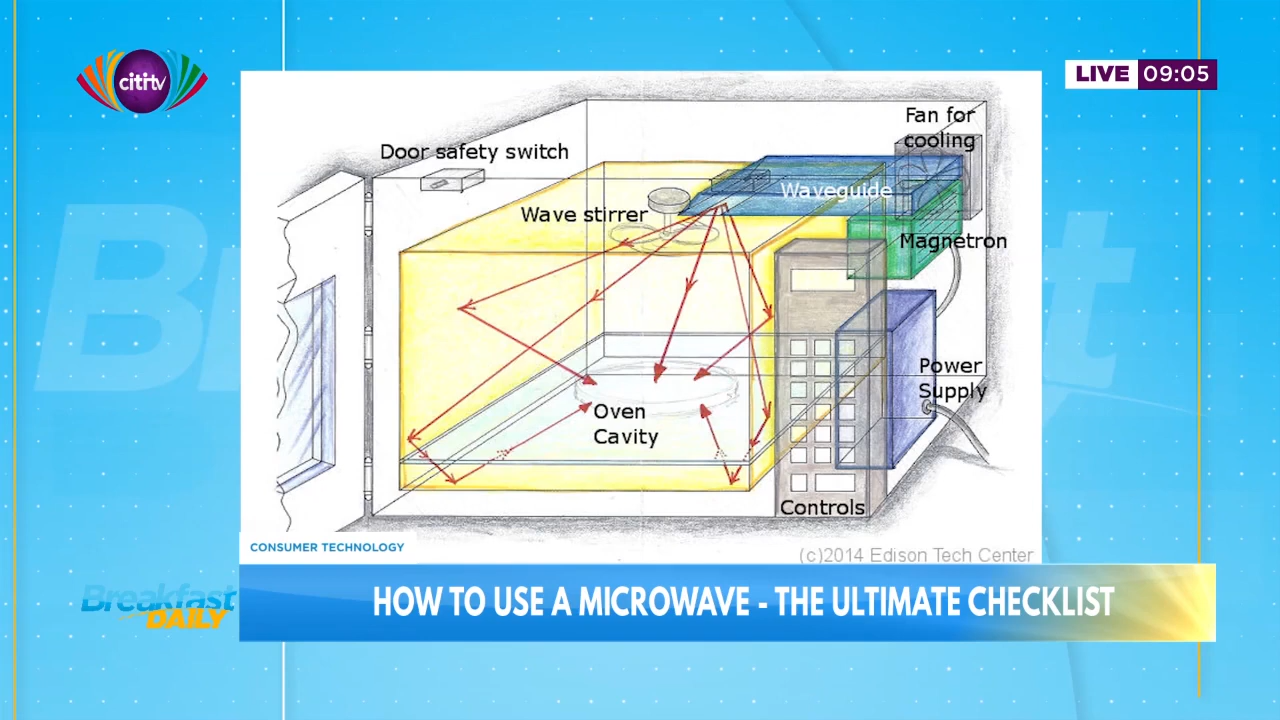 citi tv
LIVE 09:05
Fan for
cooling
Door safety switch
Waveguide
Wave stirrer
Magnetron
Power
Supply
Oven
Cavity
Controls
CONSUMER TECHNOLOGY
(c)2014 Edison Tech Center
Breakfast
DAILY
HOW TO USE A MICROWAVE - THE ULTIMATE CHECKLIST